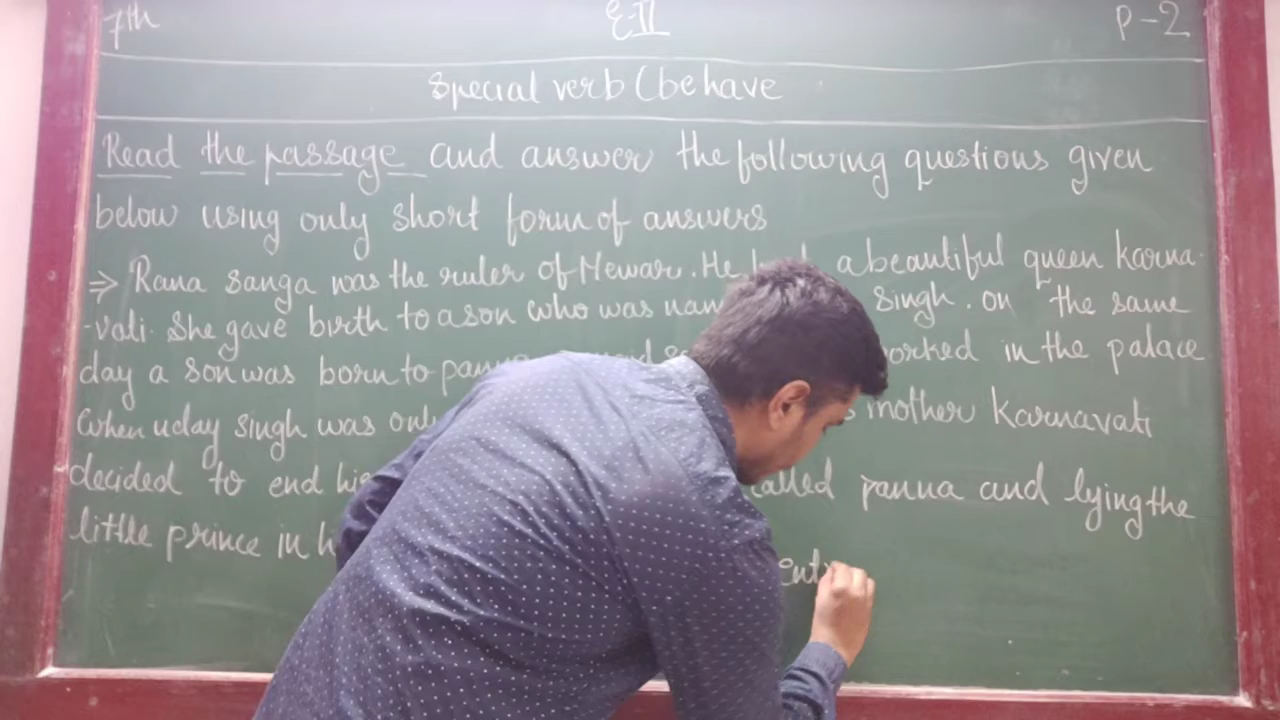 7th E-II P-2
Special verb (be have
Read the passage and answer the following questions given
below using only short form of answers
⇒ Rana Sanga was the ruler of Mewar. He a beautiful queen karna-
-vati. She gave birth to a son who was singh. on the same
day a son was born to in the palace
When uday singh was mother Karnavati
decided to end panna and lying the
little prince in